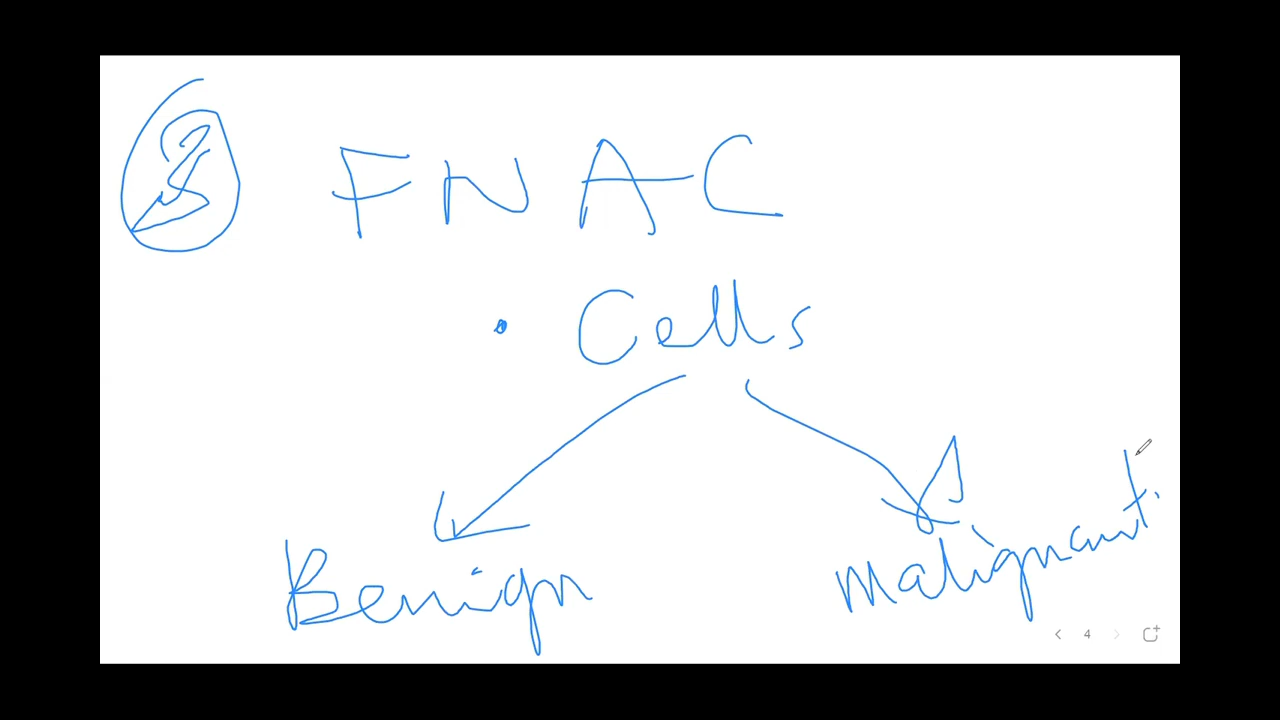 3 FNAC
• Cells
Benign
malignant.
4